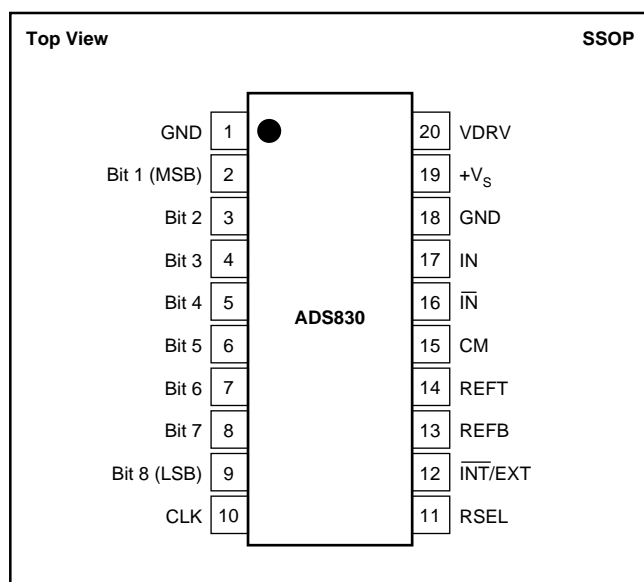 Top View SSOP
GND 1 20 VDRV
Bit 1 (MSB) 2 19 +VS
Bit 2 3 18 GND
Bit 3 4 17 IN
Bit 4 5 16 I̅N̅
ADS830
Bit 5 6 15 CM
Bit 6 7 14 REFT
Bit 7 8 13 REFB
Bit 8 (LSB) 9 12 I̅N̅T̅/EXT
CLK 10 11 RSEL